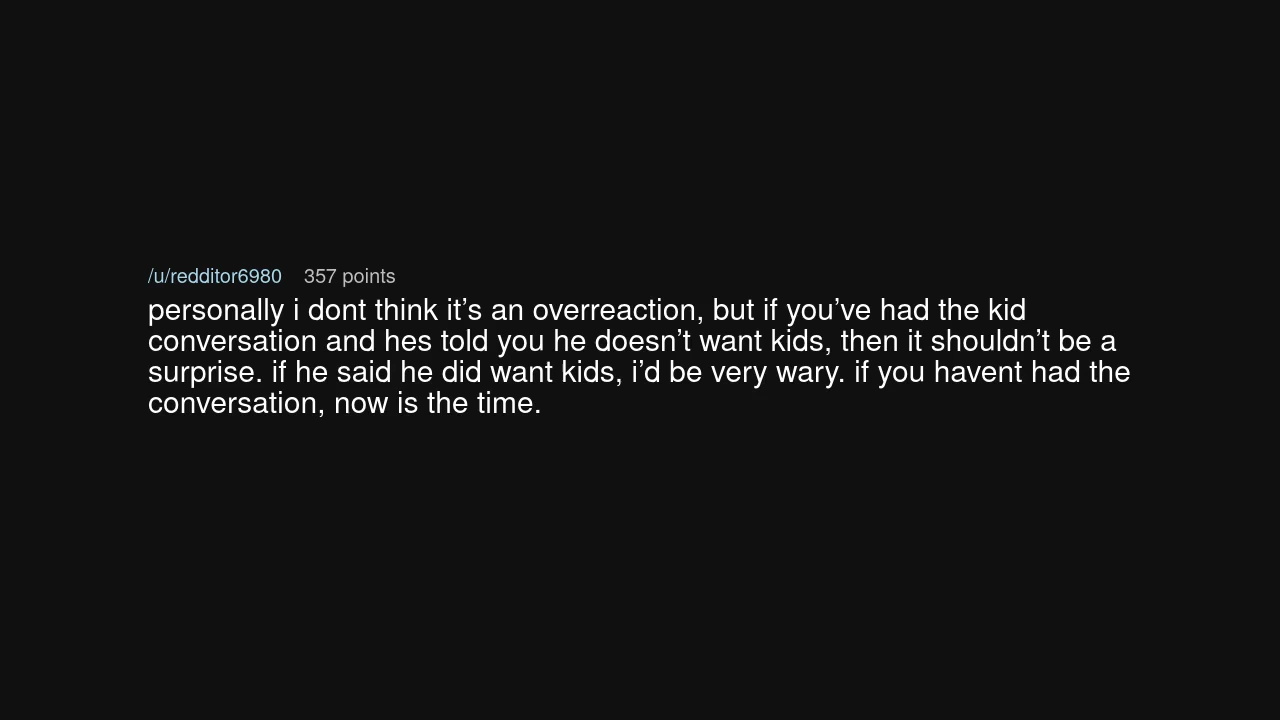 /u/redditor6980 357 points
personally i dont think it’s an overreaction, but if you’ve had the kid
conversation and hes told you he doesn’t want kids, then it shouldn’t be a
surprise. if he said he did want kids, i’d be very wary. if you havent had the
conversation, now is the time.